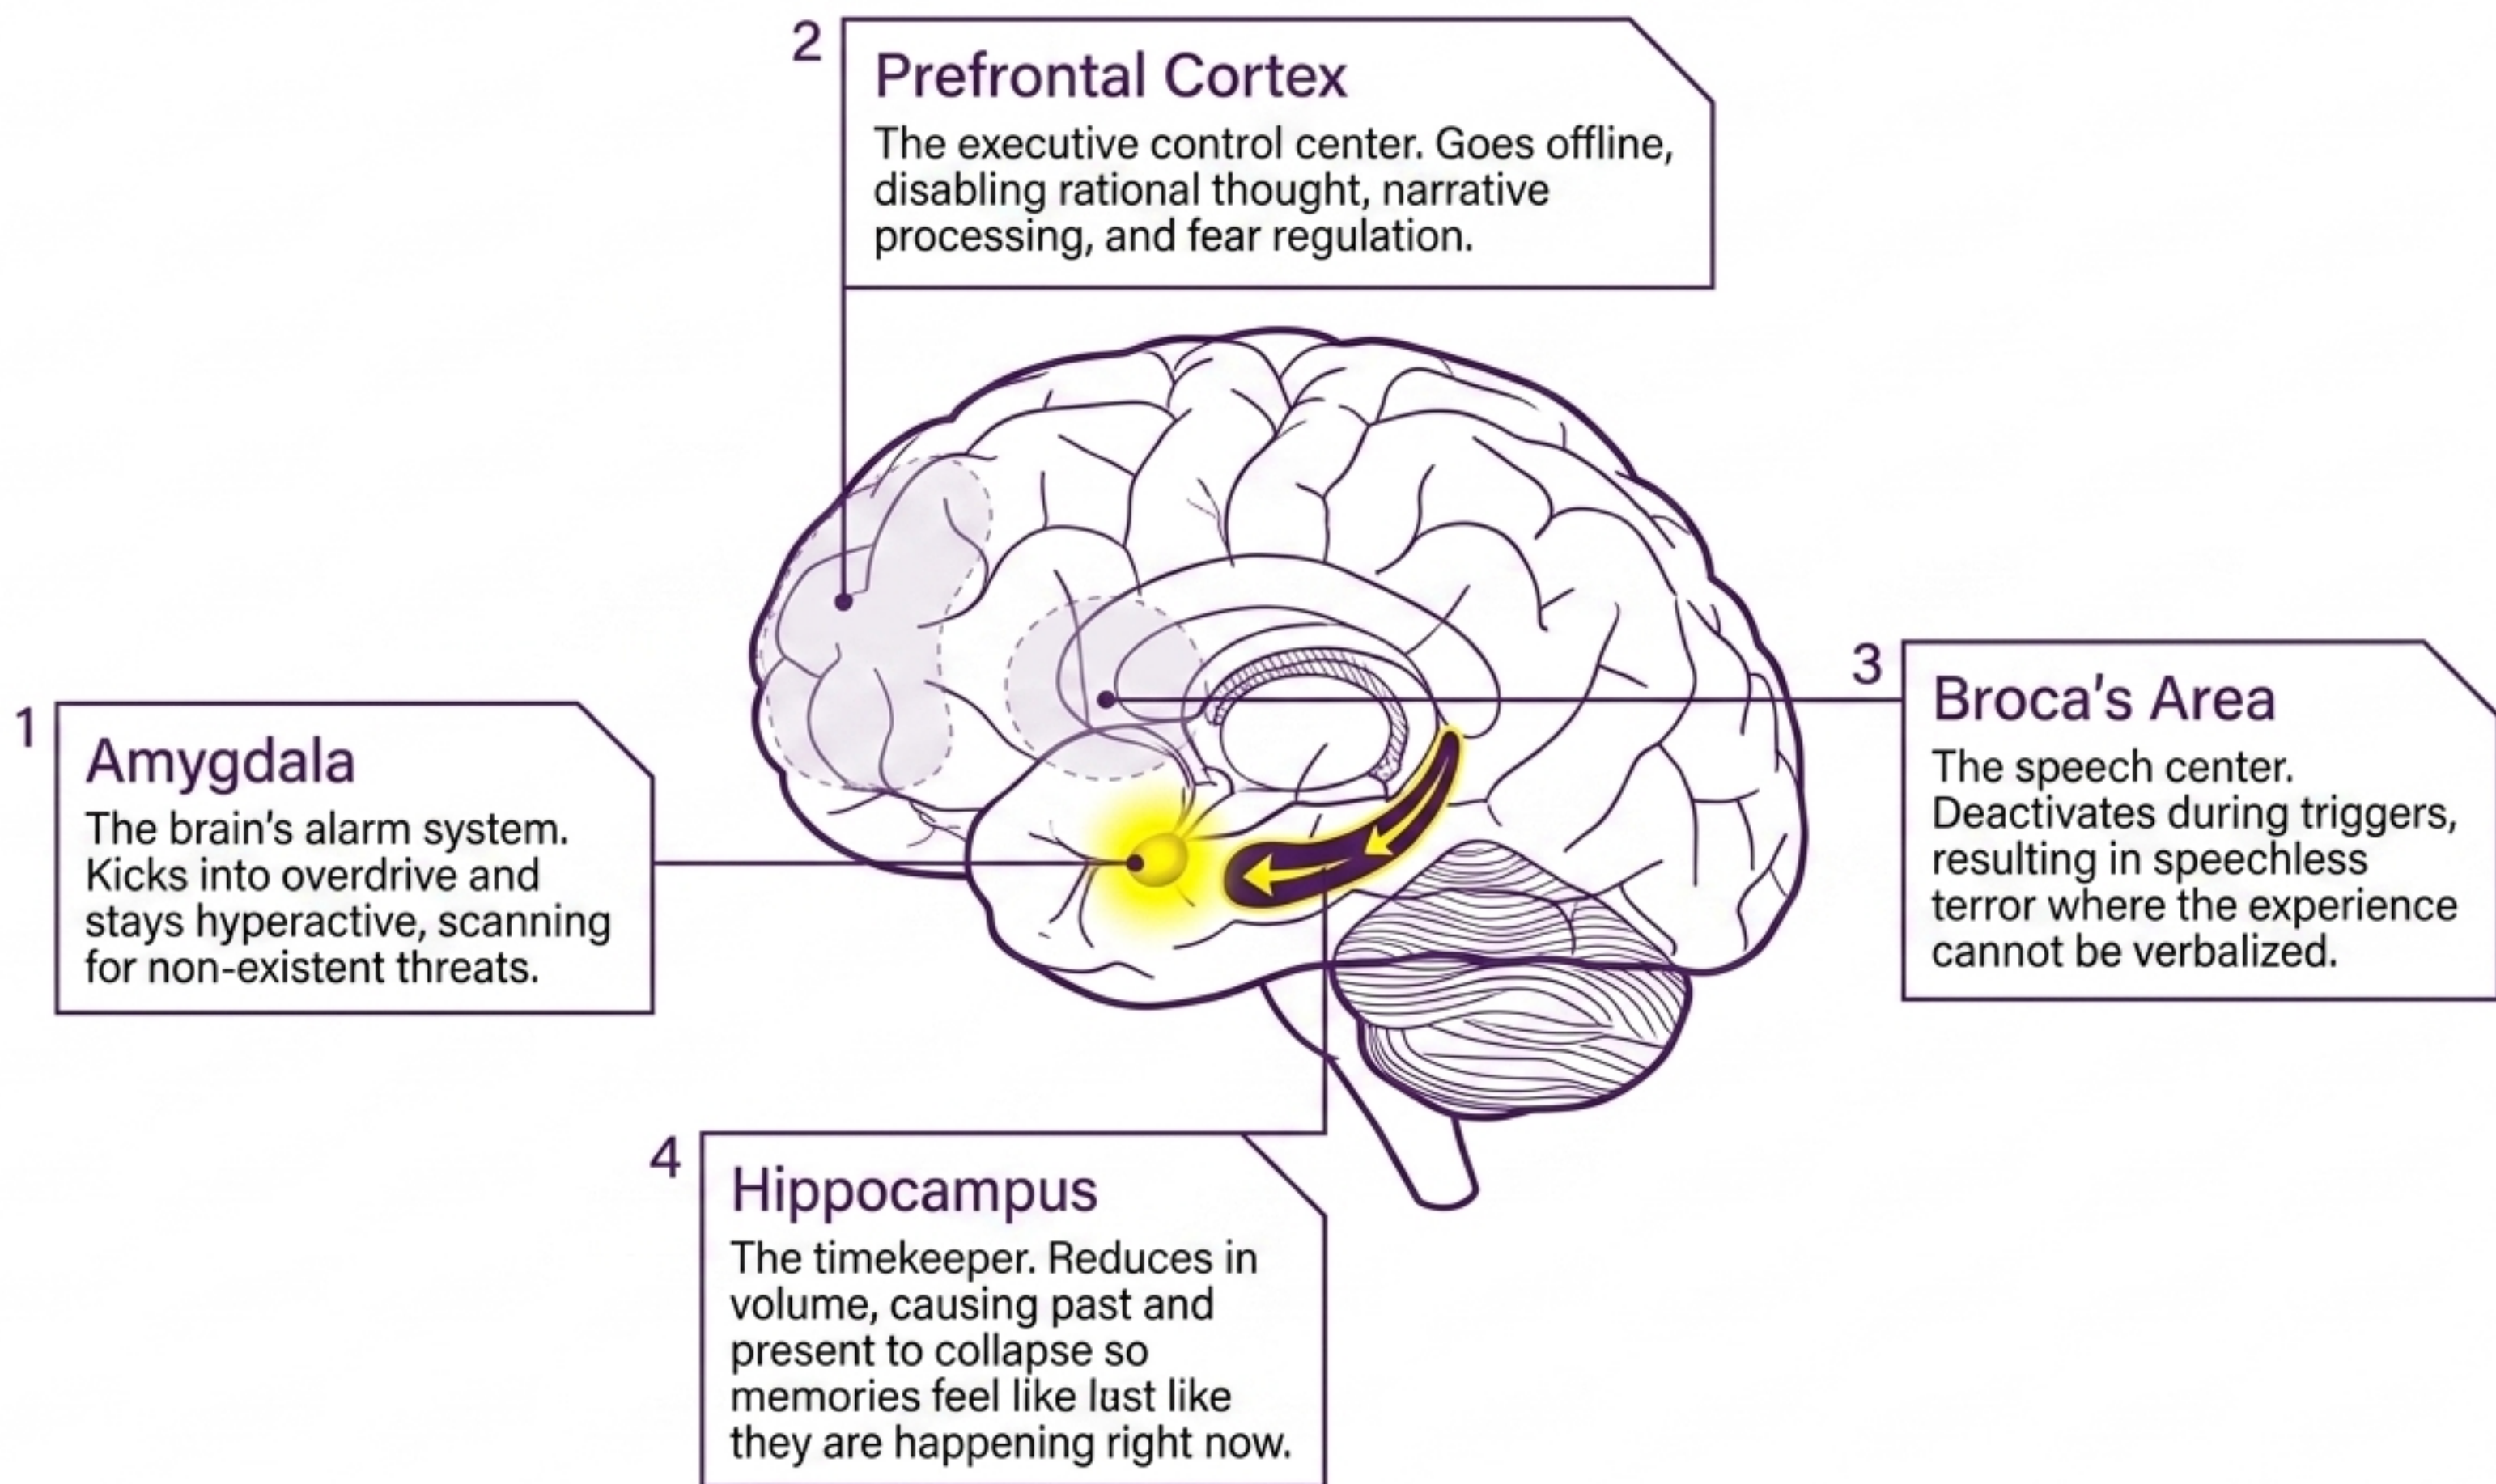 1
Amygdala
The brain's alarm system.
Kicks into overdrive and
stays hyperactive, scanning
for non-existent threats.
2
Prefrontal Cortex
The executive control center. Goes offline,
disabling rational thought, narrative
processing, and fear regulation.
3
Broca's Area
The speech center.
Deactivates during triggers,
resulting in speechless
terror where the experience
cannot be verbalized.
4
Hippocampus
The timekeeper. Reduces in
volume, causing past and
present to collapse so
memories feel like like
they are happening right now.